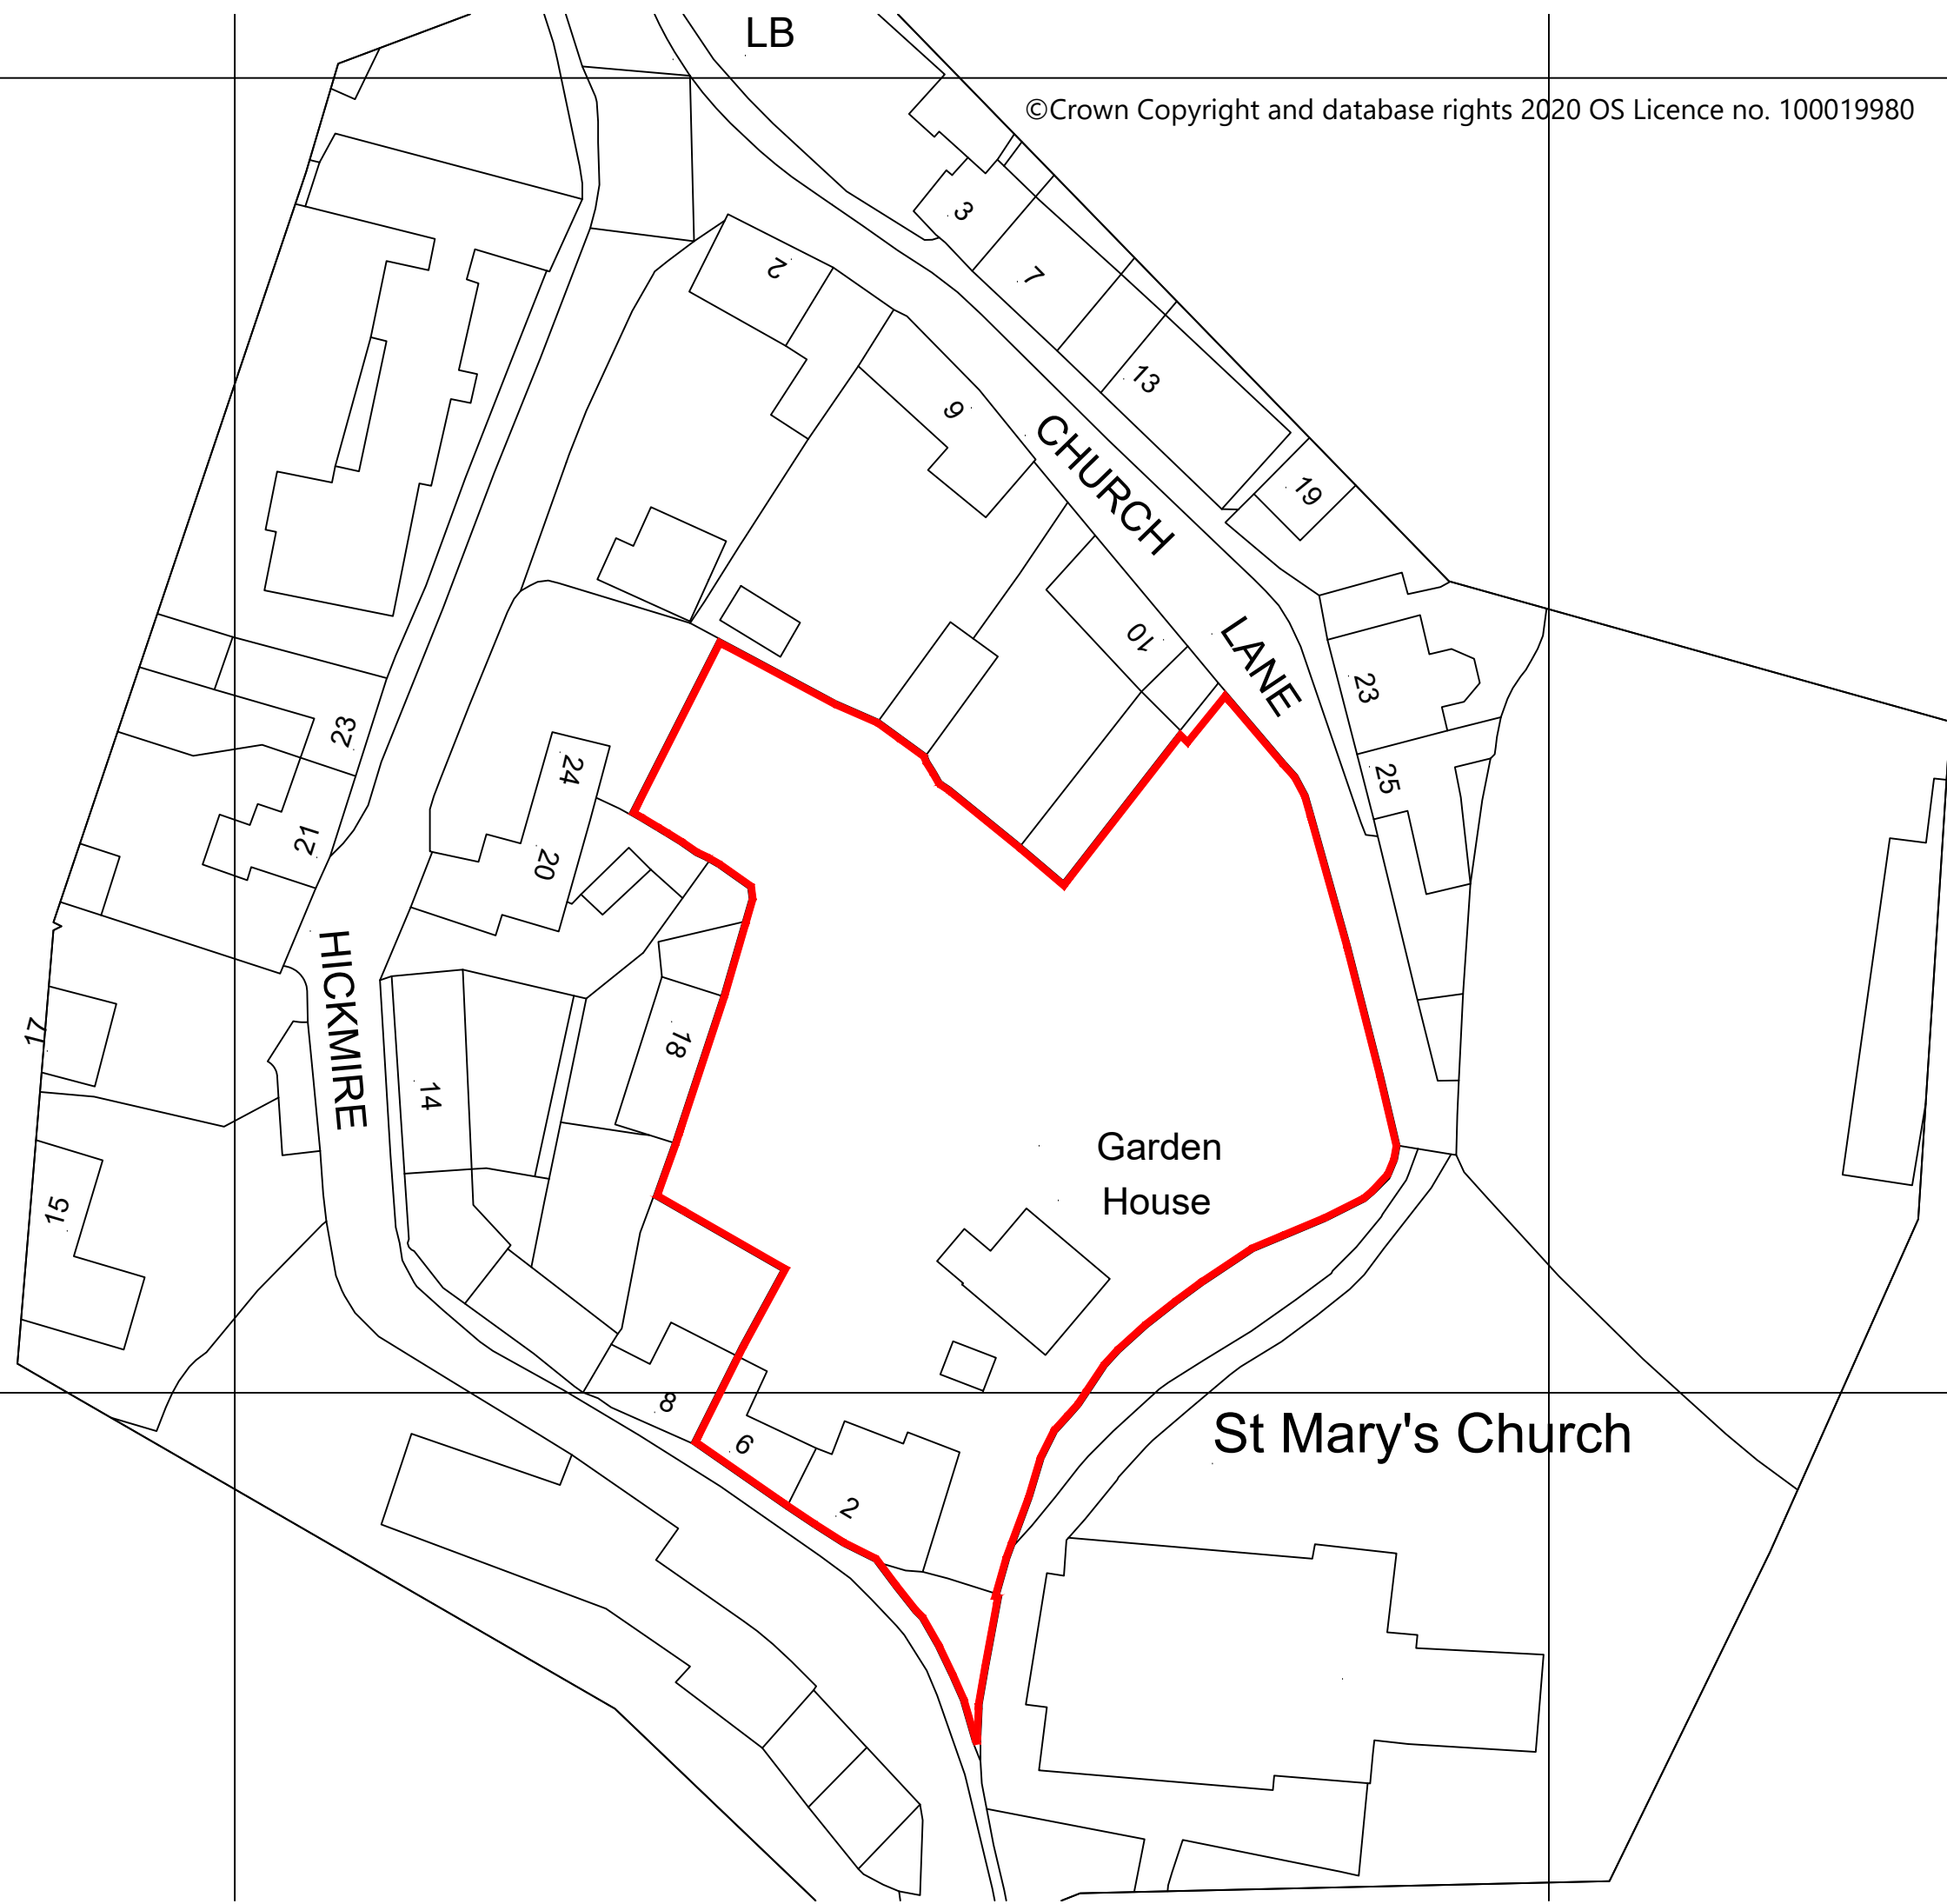 LB
©Crown Copyright and database rights 2020 OS Licence no. 100019980
3
2
7
13
9
CHURCH
19
10
LANE
23
23
24
25
21
20
HICKMIRE
17
18
14
Garden
House
15
8
6
St Mary's Church
2